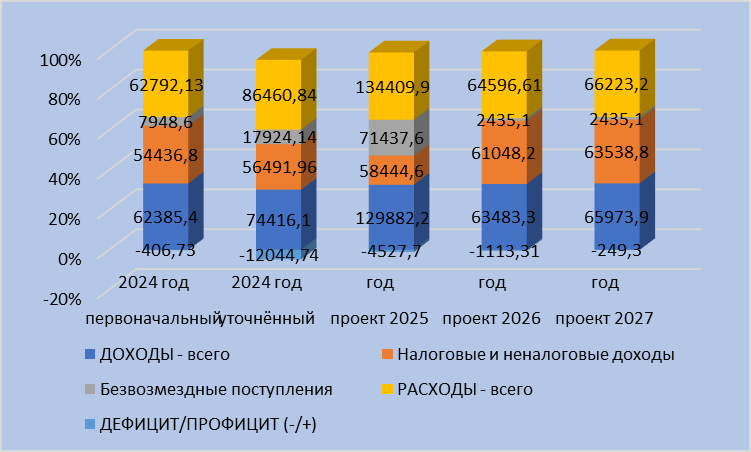 100%
80%
60%
40%
20%
0%
-20%
62792,13
7948,6
54436,8
62385,4
-406,73
86460,84
17924,14
56491,96
74416,1
-12044,74
134409,9
71437,6
58444,6
129882,2
-4527,7
64596,61
2435,1
61048,2
63483,3
-1113,31
66223,2
2435,1
63538,8
65973,9
-249,3
2024 год
первоначальный
2024 год
уточнённый
год
проект 2025
год
проект 2026
год
проект 2027
ДОХОДЫ - всего
Налоговые и неналоговые доходы
Безвозмездные поступления
РАСХОДЫ - всего
ДЕФИЦИТ/ПРОФИЦИТ (-/+)